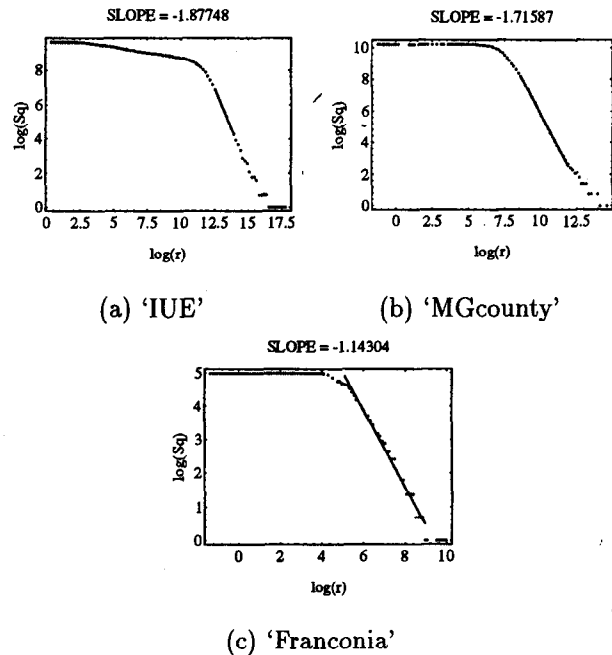 SLOPE = -1.87748
SLOPE = -1.71587
log(Sq)
8
6
4
2
0
0 2.5 5 7.5 10 12.5 15 17.5
log(r)
log(Sq)
10
8
6
4
2
0
0 2.5 5 7.5 10 12.5
log(r)
(a) 'IUE'
(b) 'MGcounty'
SLOPE = -1.14304
log(Sq)
5
4
3
2
1
0
0 2 4 6 8 10
log(r)
(c) 'Franconia'